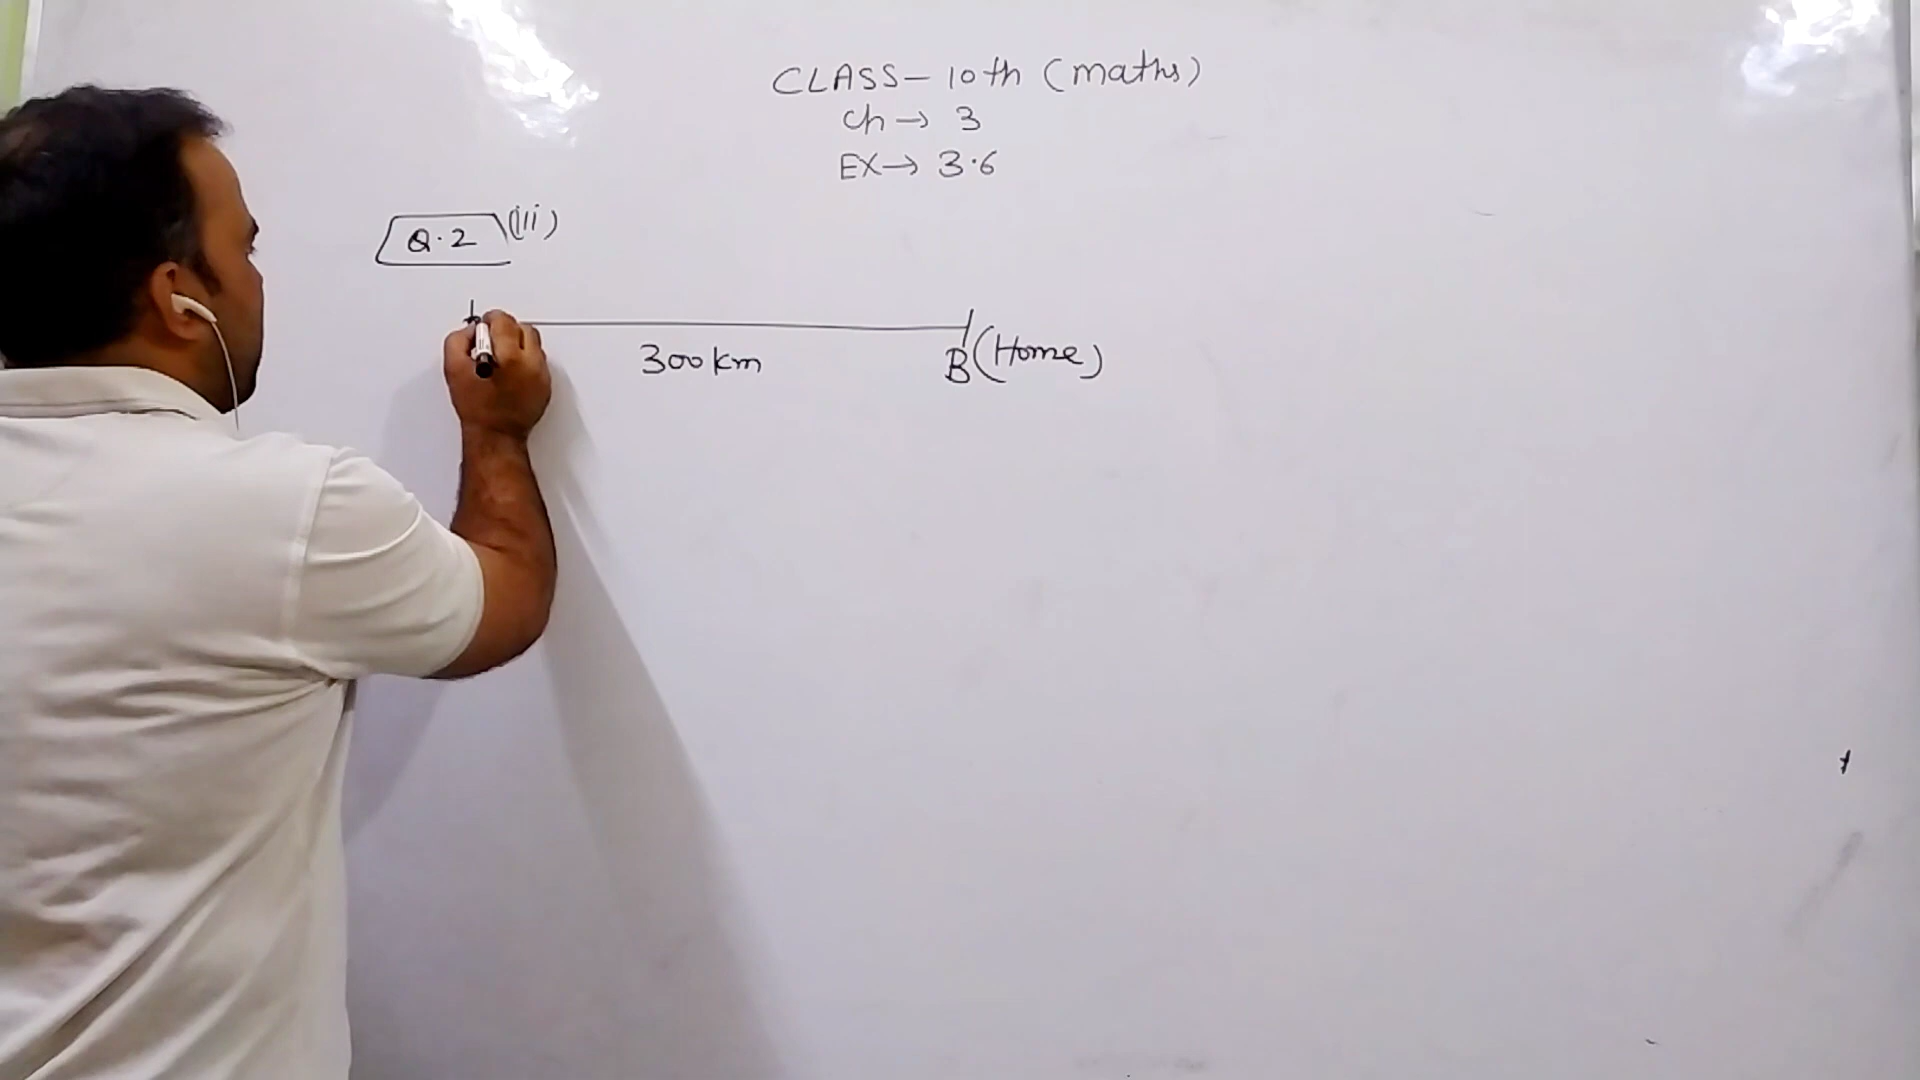 CLASS - 10th (maths)
Ch → 3
EX → 3.6
Q.2 (iii)
300 km
B (Home)